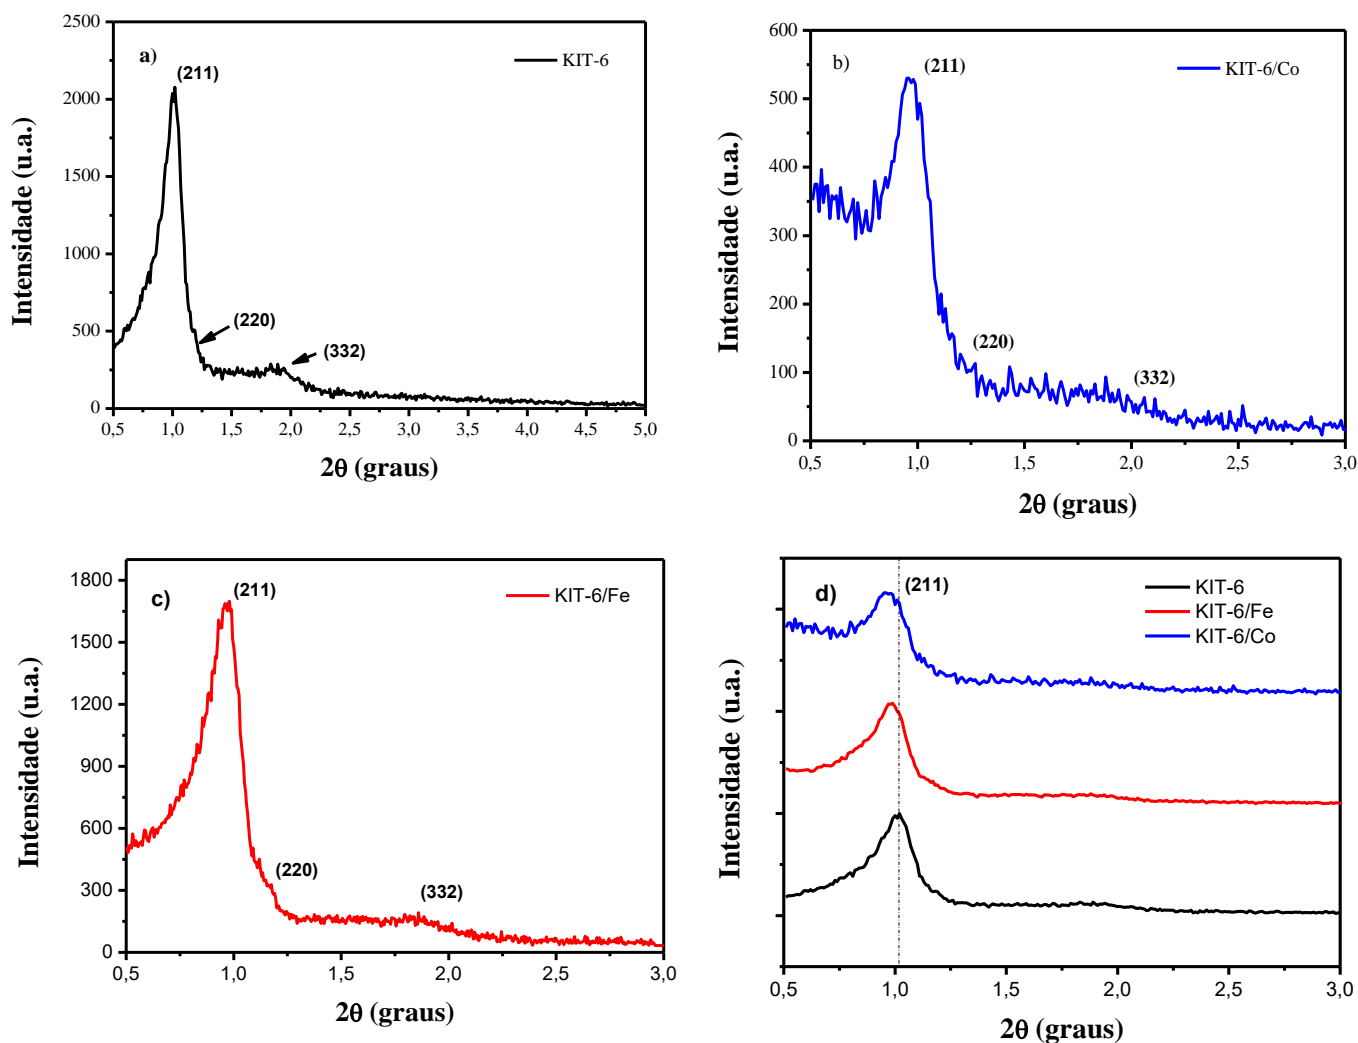 a)
KIT-6
(211)
(220)
(332)
2500
2000
1500
1000
500
0
0,5 1,0 1,5 2,0 2,5 3,0 3,5 4,0 4,5 5,0
Intensidade (u.a.)
2θ (graus)
b)
KIT-6/Co
(211)
(220)
(332)
600
500
400
300
200
100
0
0,5 1,0 1,5 2,0 2,5 3,0
Intensidade (u.a.)
2θ (graus)
c)
KIT-6/Fe
(211)
(220)
(332)
1800
1500
1200
900
600
300
0
0,5 1,0 1,5 2,0 2,5 3,0
Intensidade (u.a.)
2θ (graus)
d)
(211)
KIT-6
KIT-6/Fe
KIT-6/Co
0,5 1,0 1,5 2,0 2,5 3,0
Intensidade (u.a.)
2θ (graus)